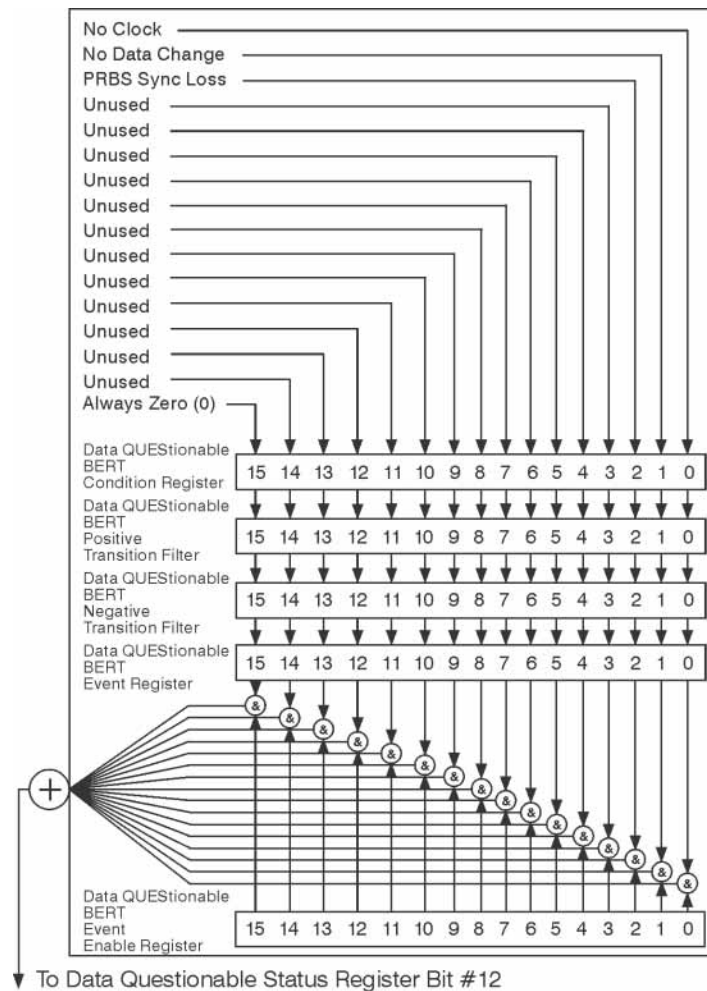 No Clock
No Data Change
PRBS Sync Loss
Unused
Unused
Unused
Unused
Unused
Unused
Unused
Unused
Unused
Unused
Unused
Unused
Always Zero (0)
Data QUEStionable
BERT
Condition Register
15 14 13 12 11 10 9 8 7 6 5 4 3 2 1 0
Data QUEStionable
BERT
Positive
Transition Filter
15 14 13 12 11 10 9 8 7 6 5 4 3 2 1 0
Data QUEStionable
BERT
Negative
Transition Filter
15 14 13 12 11 10 9 8 7 6 5 4 3 2 1 0
Data QUEStionable
BERT
Event Register
15 14 13 12 11 10 9 8 7 6 5 4 3 2 1 0
& & & & & & & & & & & & & & & &
+
Data QUEStionable
BERT
Event
Enable Register
15 14 13 12 11 10 9 8 7 6 5 4 3 2 1 0
To Data Questionable Status Register Bit #12